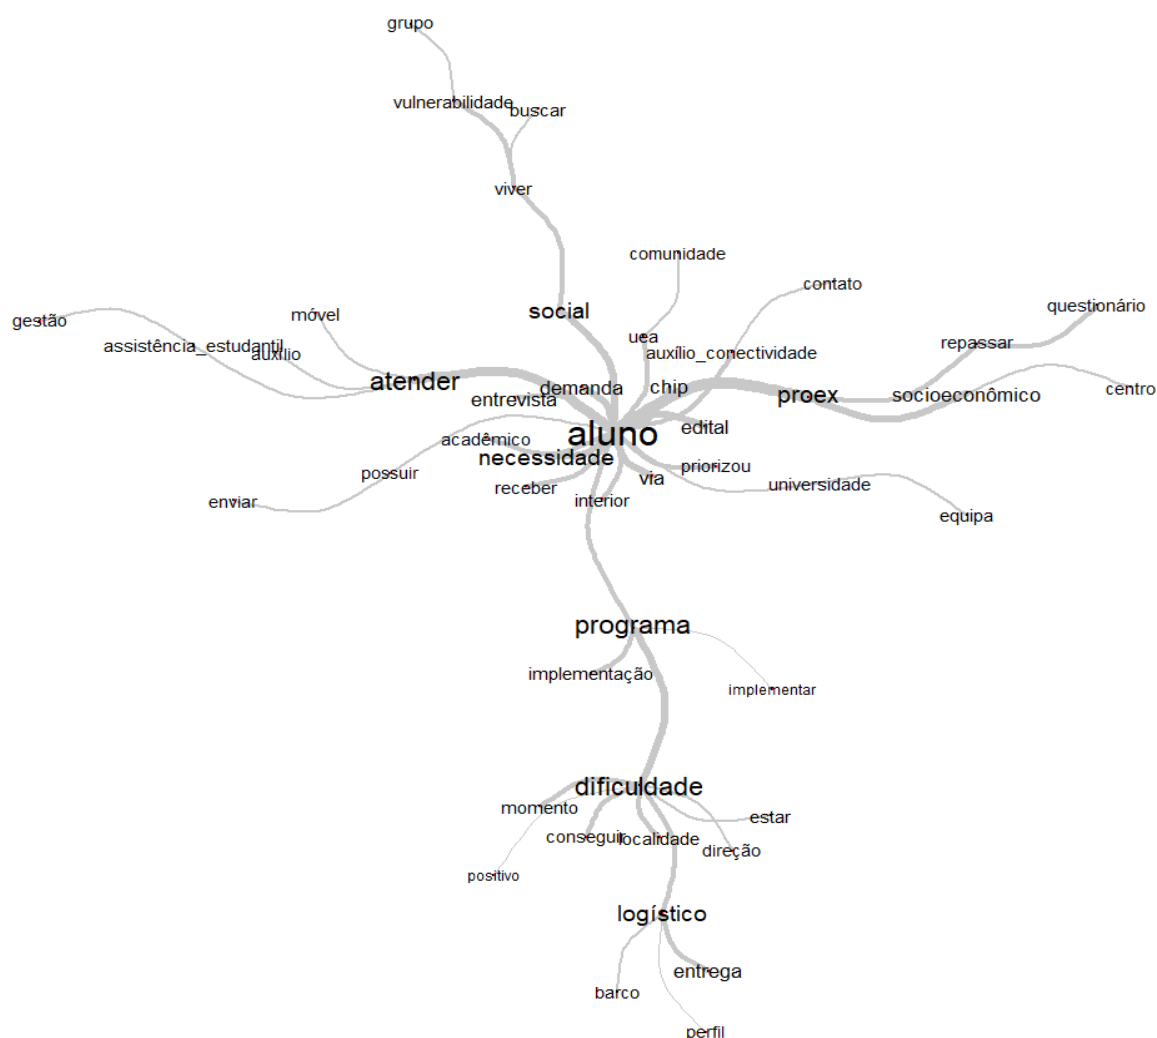 grupo
vulnerabilidade
buscar
viver
comunidade
contato
social
questionário
gestão
móvel
uea
repassar
assistência_estudantil
auxílio
auxílio_conectividade
atender
demanda
chip
proex
socioeconômico
centro
entrevista
aluno
edital
acadêmico
necessidade
priorizou
possuir
receber
via
universidade
enviar
interior
equipa
programa
implementação
implementar
dificuldade
momento
estar
conseguir
localidade
direção
positivo
logístico
entrega
barco
perfil